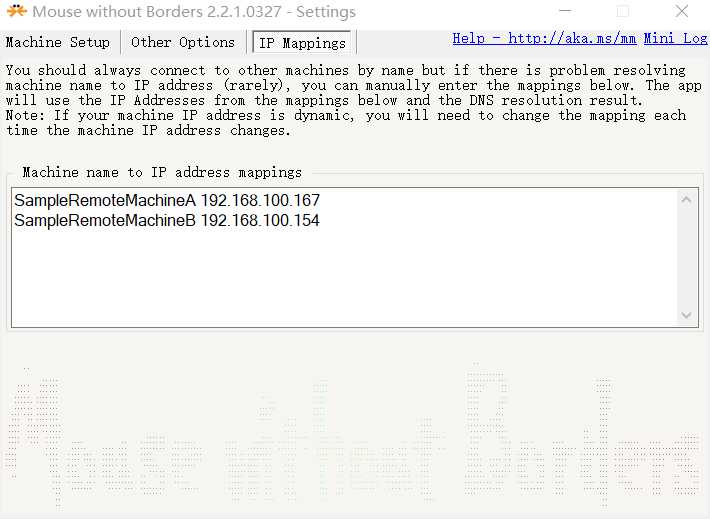 Mouse without Borders 2.2.1.0327 - Settings
Machine Setup Other Options IP Mappings Help - http://aka.ms/mm Mini Log
You should always connect to other machines by name but if there is problem resolving
machine name to IP address (rarely), you can manually enter the mappings below. The app
will use the IP Addresses from the mappings below and the DNS resolution result.
Note: If your machine IP address is dynamic, you will need to change the mapping each
time the machine IP address changes.
Machine name to IP address mappings
SampleRemoteMachineA 192.168.100.167
SampleRemoteMachineB 192.168.100.154
Mouse without Borders